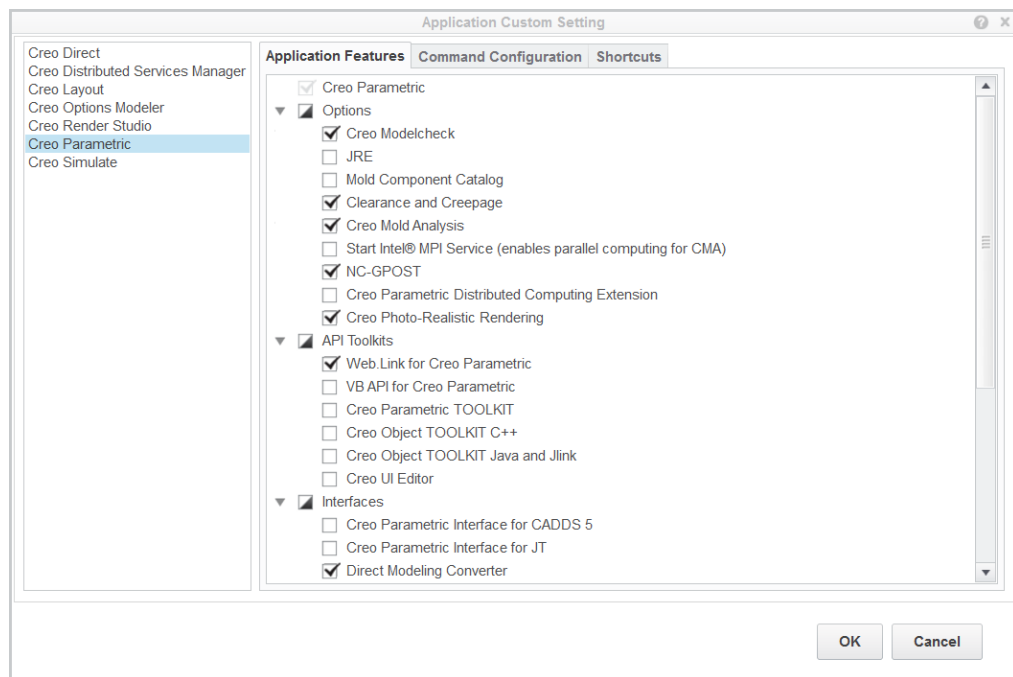 Application Custom Setting
Creo Direct
Creo Distributed Services Manager
Creo Layout
Creo Options Modeler
Creo Render Studio
Creo Parametric
Creo Simulate
Application Features Command Configuration Shortcuts
Creo Parametric
Options
Creo Modelcheck
JRE
Mold Component Catalog
Clearance and Creepage
Creo Mold Analysis
Start Intel® MPI Service (enables parallel computing for CMA)
NC-GPOST
Creo Parametric Distributed Computing Extension
Creo Photo-Realistic Rendering
API Toolkits
Web.Link for Creo Parametric
VB API for Creo Parametric
Creo Parametric TOOLKIT
Creo Object TOOLKIT C++
Creo Object TOOLKIT Java and Jlink
Creo UI Editor
Interfaces
Creo Parametric Interface for CADDS 5
Creo Parametric Interface for JT
Direct Modeling Converter
OK Cancel